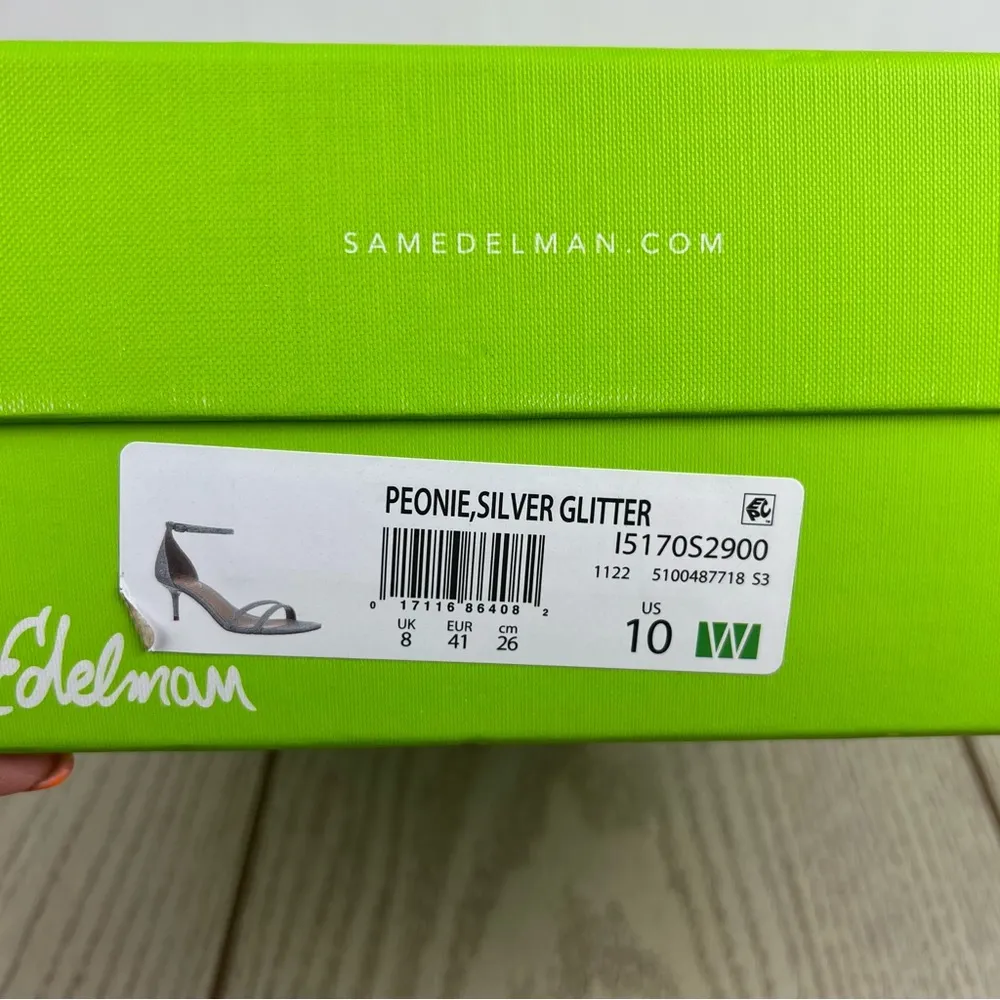 SAMEDELMAN.COM
PEONIE,SILVER GLITTER
I5170S2900
1122 5100487718 S3
0 17116 86408 2
UK EUR cm
8 41 26
US
10 W
Edelman